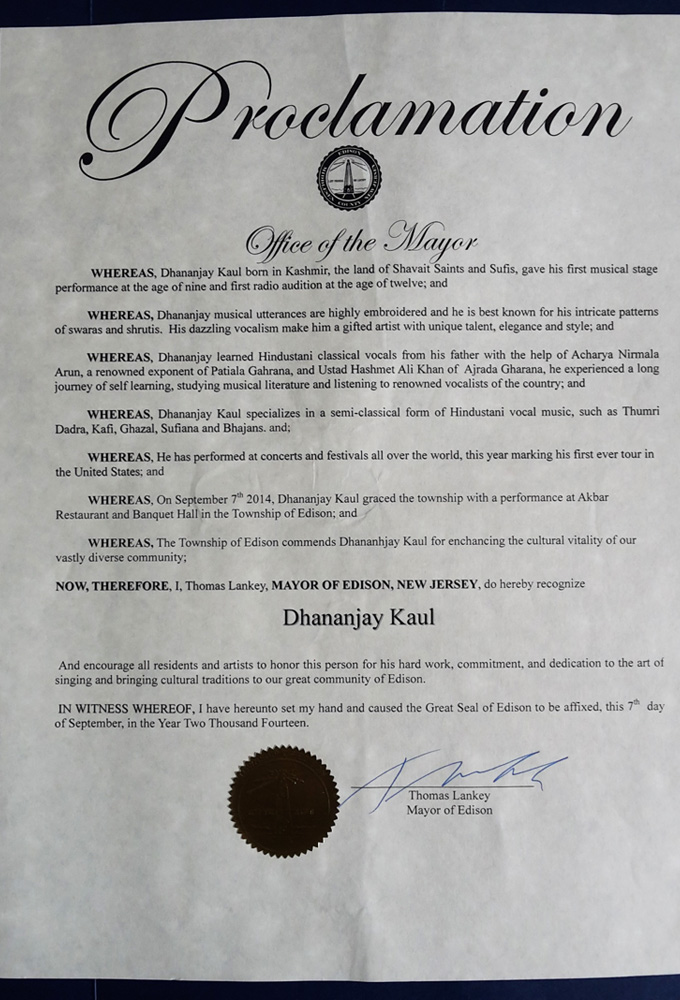 Proclamation
EDISON
Office of the Mayor
WHEREAS, Dhananjay Kaul born in Kashmir, the land of Shavait Saints and Sufis, gave his first musical stage
performance at the age of nine and first radio audition at the age of twelve; and
WHEREAS, Dhananjay musical utterances are highly embroidered and he is best known for his intricate patterns
of swaras and shrutis. His dazzling vocalism make him a gifted artist with unique talent, elegance and style; and
WHEREAS, Dhananjay learned Hindustani classical vocals from his father with the help of Acharya Nirmala
Arun, a renowned exponent of Patiala Gahrana, and Ustad Hashmet Ali Khan of Ajrada Gharana, he experienced a long
journey of self learning, studying musical literature and listening to renowned vocalists of the country; and
WHEREAS, Dhananjay Kaul specializes in a semi-classical form of Hindustani vocal music, such as Thumri
Dadra, Kafi, Ghazal, Sufiana and Bhajans. and;
WHEREAS, He has performed at concerts and festivals all over the world, this year marking his first ever tour in
the United States; and
WHEREAS, On September 7th 2014, Dhananjay Kaul graced the township with a performance at Akbar
Restaurant and Banquet Hall in the Township of Edison; and
WHEREAS, The Township of Edison commends Dhananhjay Kaul for enchancing the cultural vitality of our
vastly diverse community;
NOW, THEREFORE, I, Thomas Lankey, MAYOR OF EDISON, NEW JERSEY, do hereby recognize
Dhananjay Kaul
And encourage all residents and artists to honor this person for his hard work, commitment, and dedication to the art of
singing and bringing cultural traditions to our great community of Edison.
IN WITNESS WHEREOF, I have hereunto set my hand and caused the Great Seal of Edison to be affixed, this 7th day
of September, in the Year Two Thousand Fourteen.
Thomas Lankey
Mayor of Edison